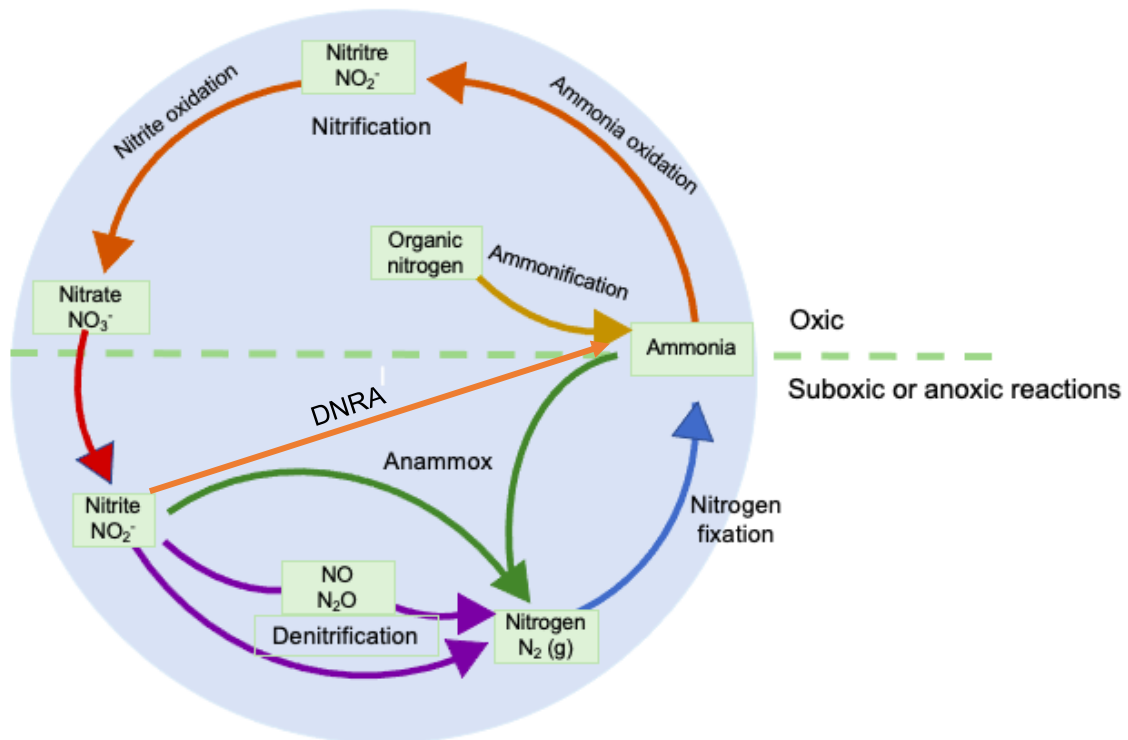 Nitritre
NO₂⁻
Nitrite oxidation
Nitrification
Ammonia oxidation
Organic
nitrogen
Ammonification
Nitrate
NO₃⁻
Ammonia
Oxic
Suboxic or anoxic reactions
DNRA
Anammox
Nitrite
NO₂⁻
Nitrogen
fixation
NO
N₂O
Denitrification
Nitrogen
N₂ (g)